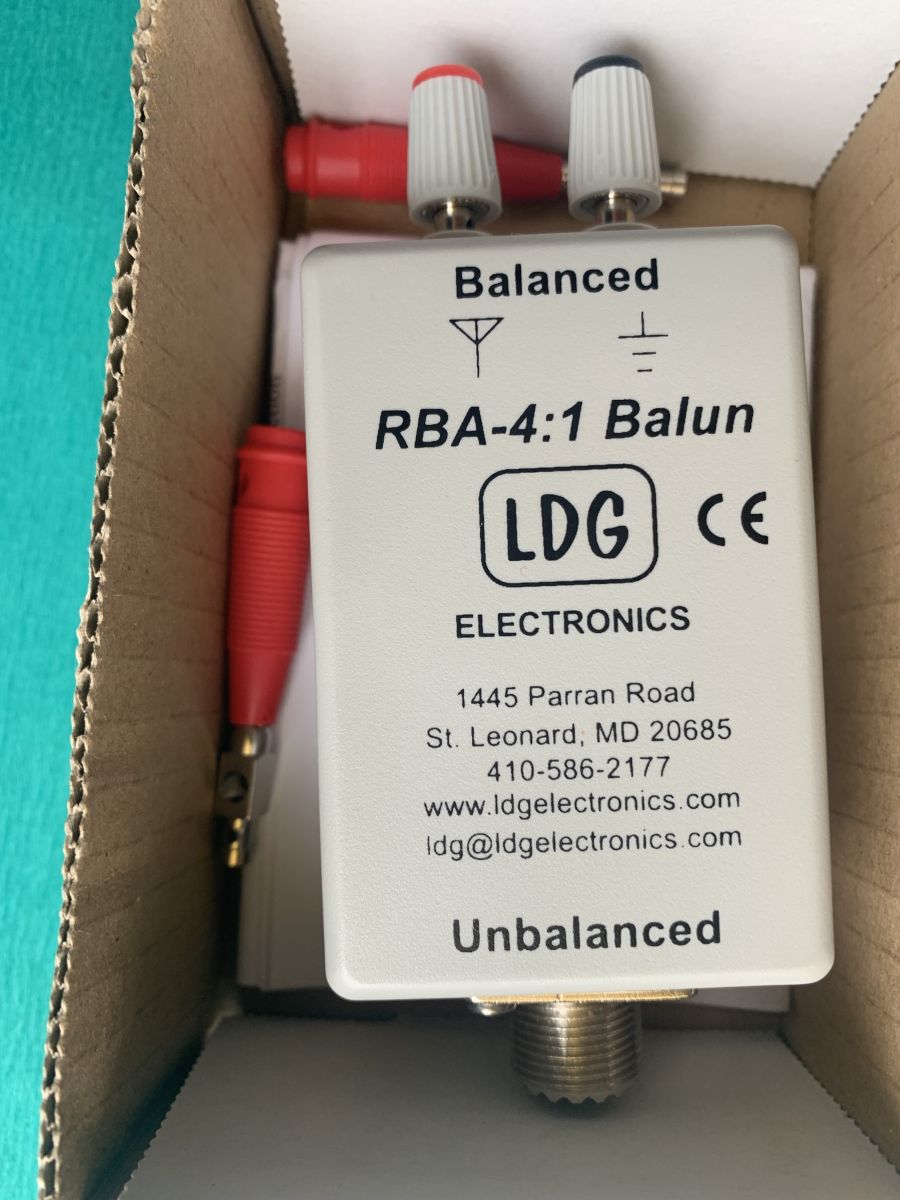 Balanced
RBA-4:1 Balun
LDG
CE
ELECTRONICS
1445 Parran Road
St. Leonard, MD 20685
410-586-2177
www.ldgelectronics.com
ldg@ldgelectronics.com
Unbalanced